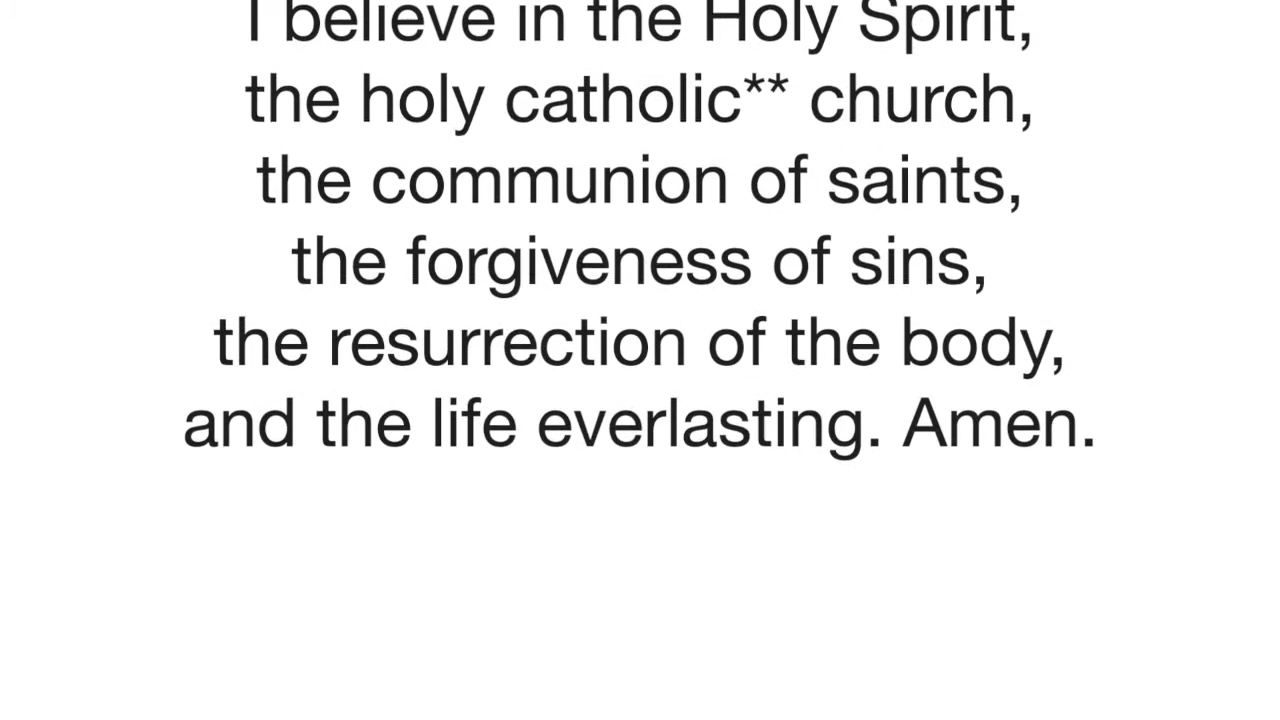 I believe in the Holy Spirit,
the holy catholic** church,
the communion of saints,
the forgiveness of sins,
the resurrection of the body,
and the life everlasting. Amen.